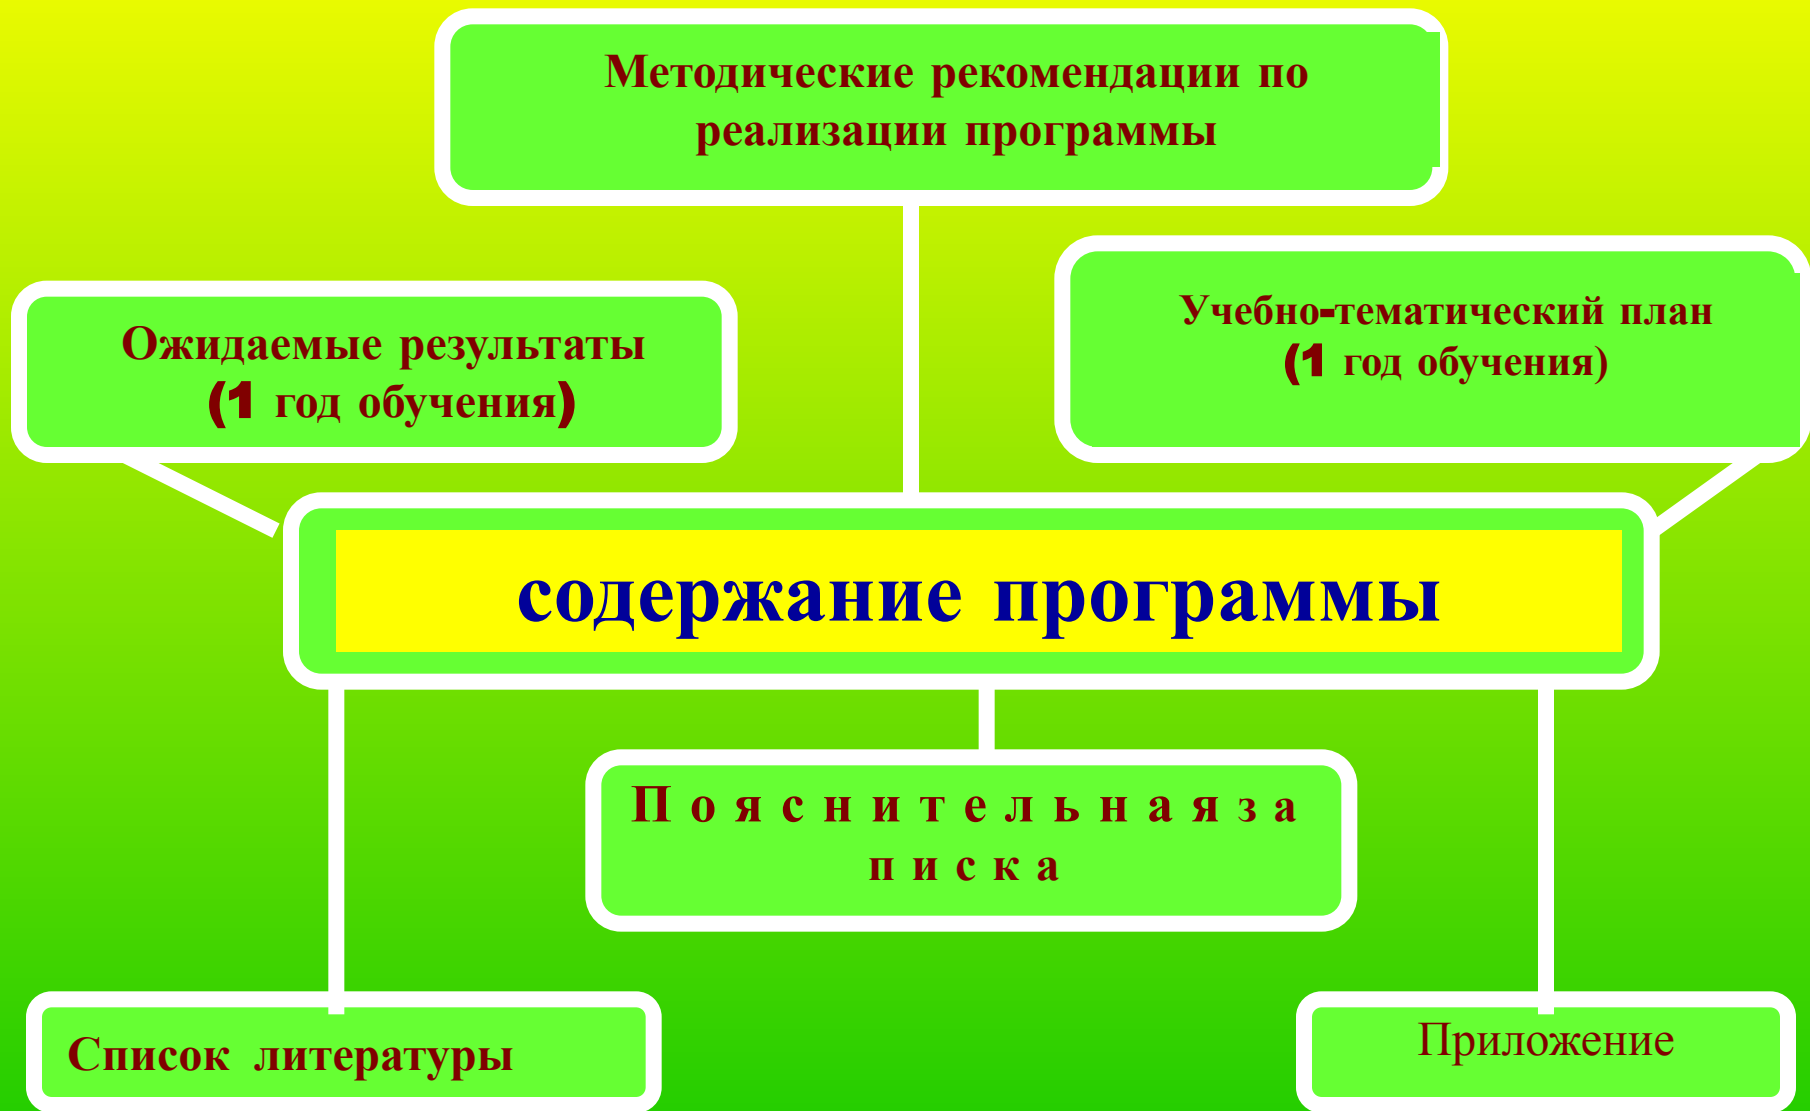 Методические рекомендации по
реализации программы
Ожидаемые результаты
(1 год обучения)
Учебно-тематический план
(1 год обучения)
содержание программы
П о я с н и т е л ь н а я з а
п и с к а
Список литературы
Приложение